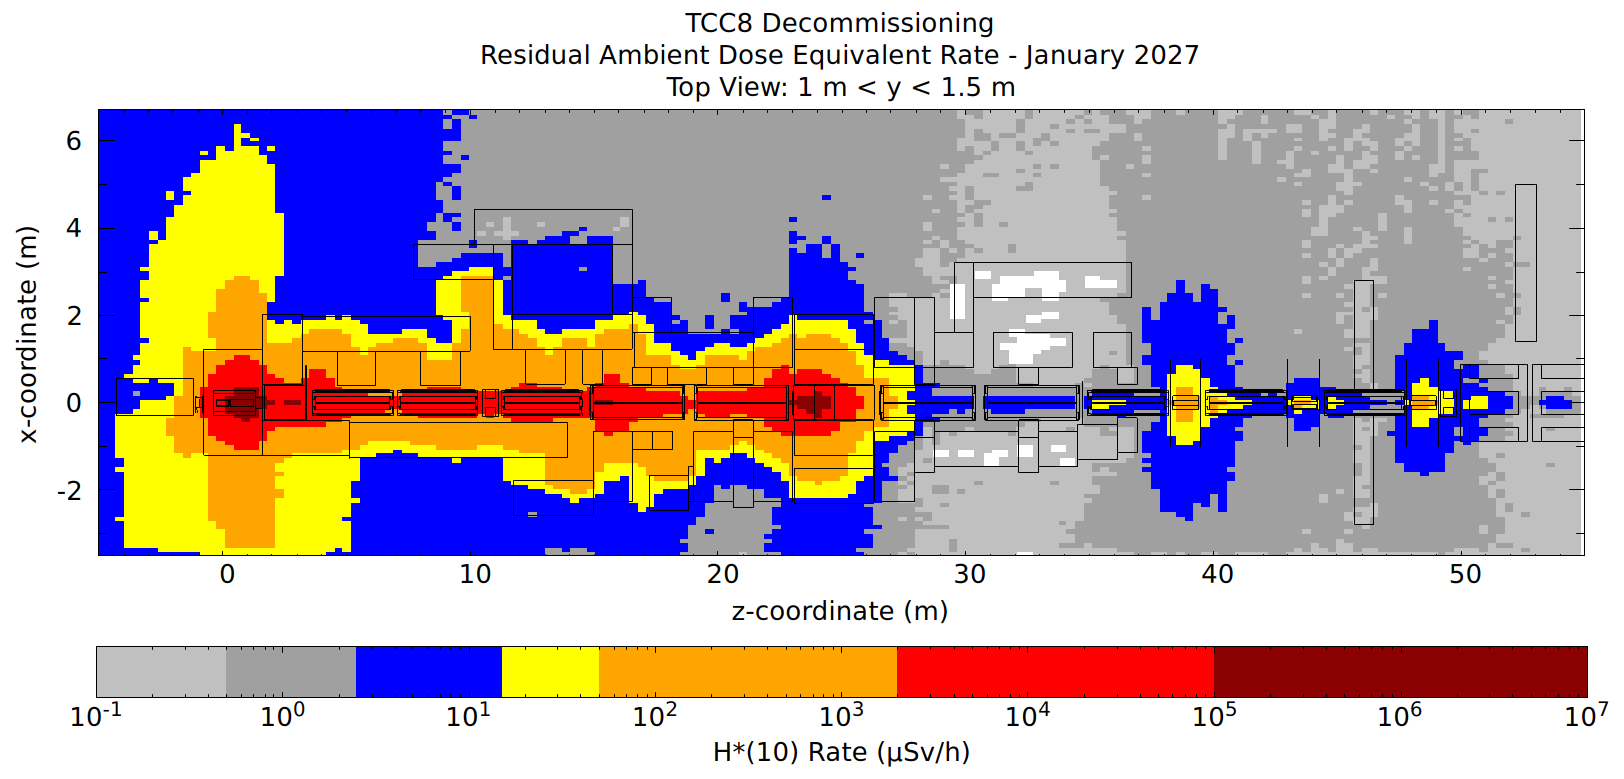 TCC8 Decommissioning
Residual Ambient Dose Equivalent Rate - January 2027
Top View: 1 m < y < 1.5 m
6
4
2
0
-2
x-coordinate (m)
0 10 20 30 40 50
z-coordinate (m)
10⁻¹ 10⁰ 10¹ 10² 10³ 10⁴ 10⁵ 10⁶ 10⁷
H*(10) Rate (μSv/h)